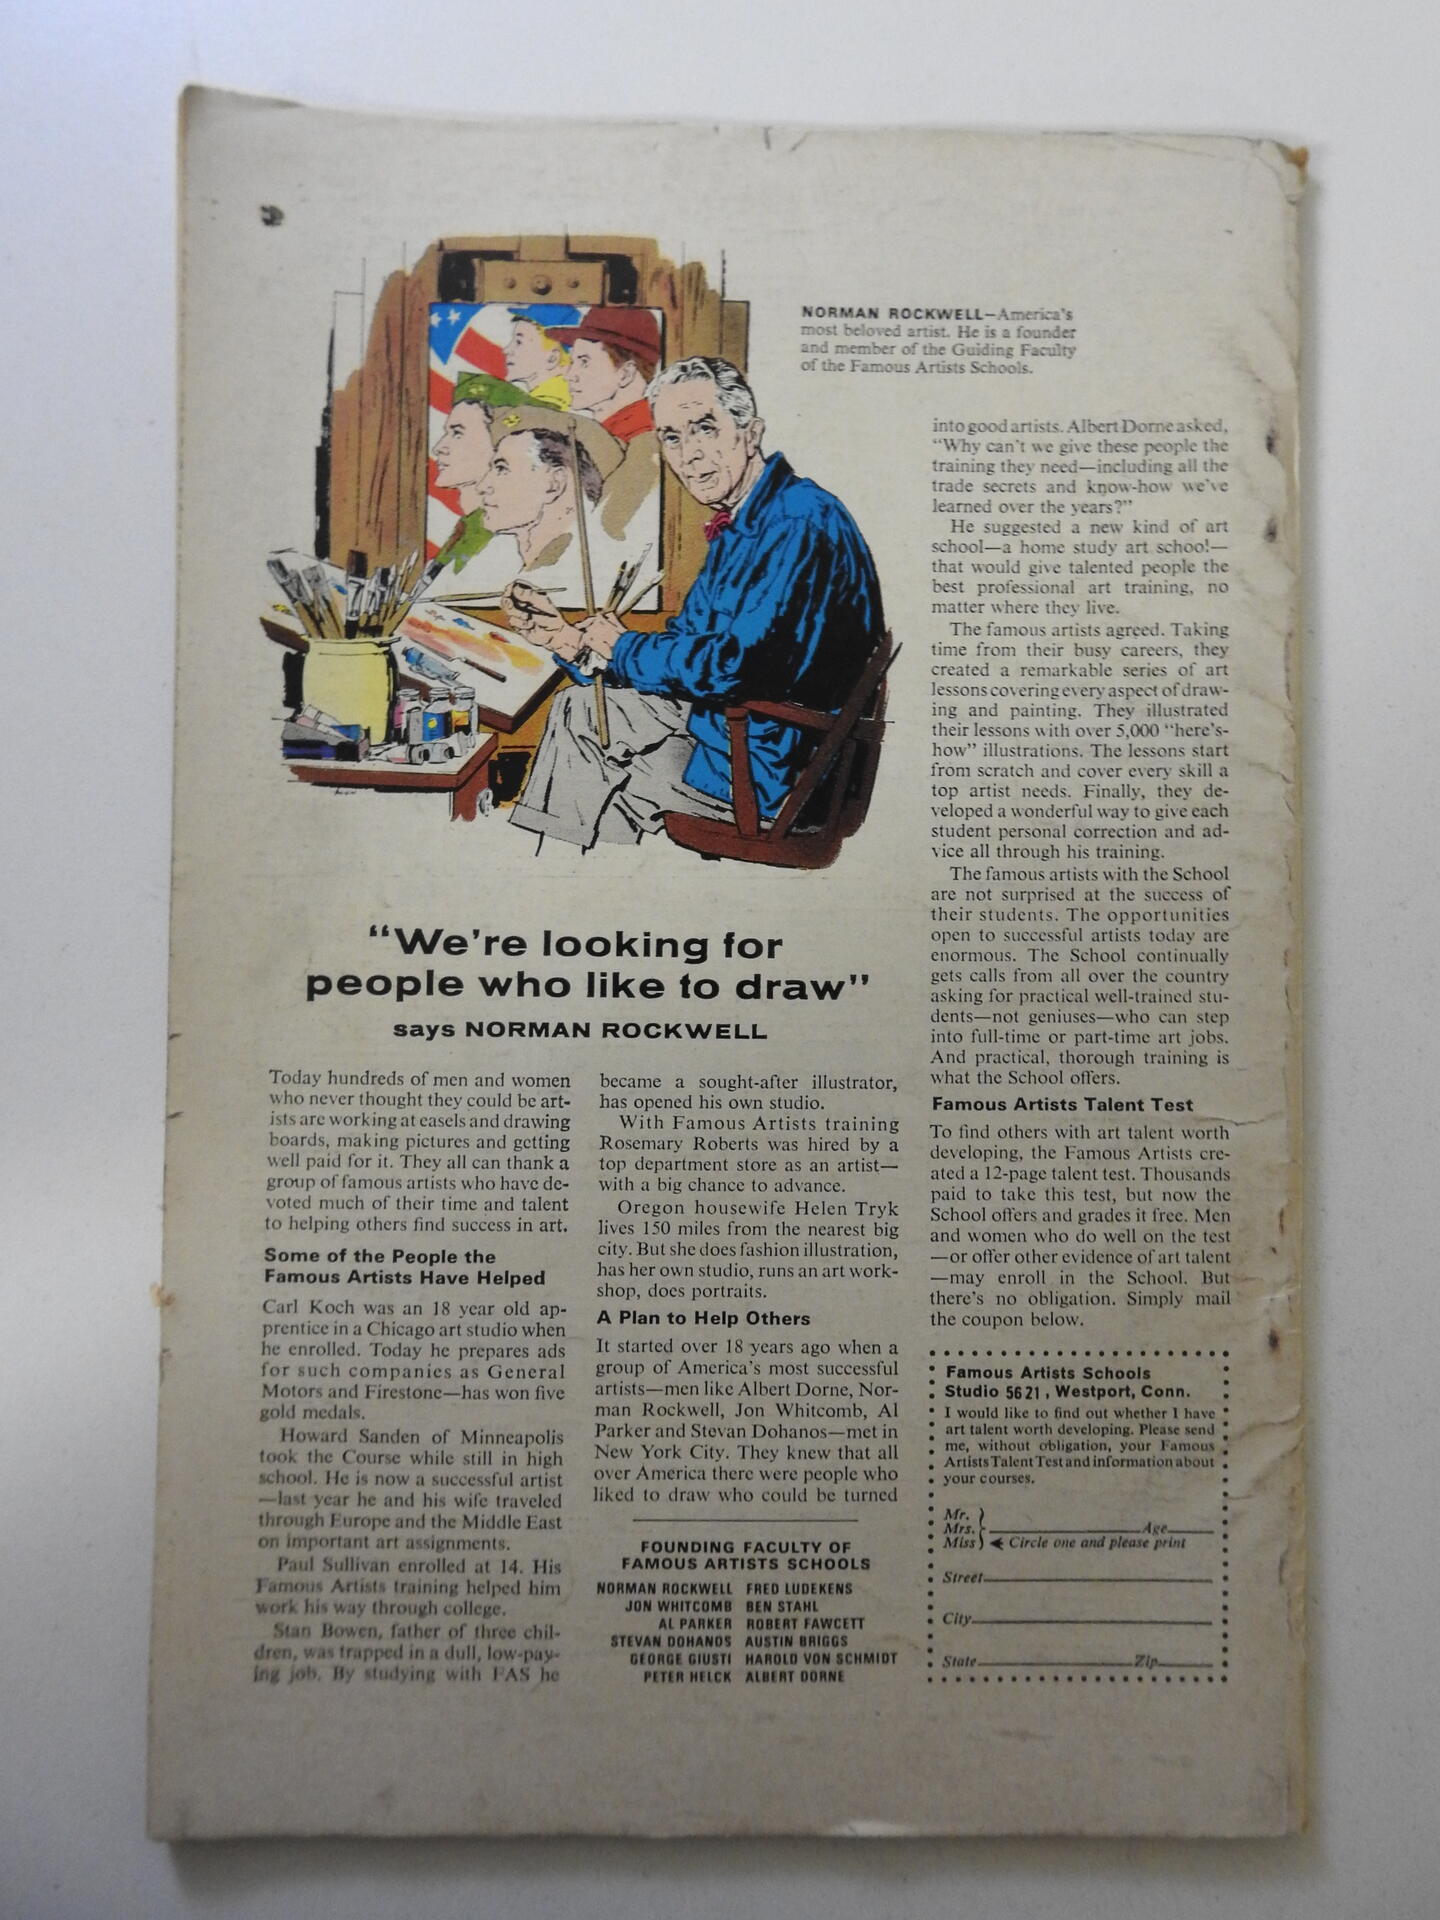 NORMAN ROCKWELL—America's
most beloved artist. He is a founder
and member of the Guiding Faculty
of the Famous Artists Schools.
"We're looking for
people who like to draw"
says NORMAN ROCKWELL
Today hundreds of men and women
who never thought they could be art-
ists are working at easels and drawing
boards, making pictures and getting
well paid for it. They all can thank a
group of famous artists who have de-
voted much of their time and talent
to helping others find success in art.
Some of the People the
Famous Artists Have Helped
Carl Koch was an 18 year old ap-
prentice in a Chicago art studio when
he enrolled. Today he prepares ads
for such companies as General
Motors and Firestone—has won five
gold medals.
Howard Sanden of Minneapolis
took the Course while still in high
school. He is now a successful artist
—last year he and his wife traveled
through Europe and the Middle East
on important art assignments.
Paul Sullivan enrolled at 14. His
Famous Artists training helped him
work his way through college.
Stan Bowen, father of three chil-
dren, was trapped in a dull, low-pay-
ing job. By studying with FAS he
became a sought-after illustrator,
has opened his own studio.
With Famous Artists training
Rosemary Roberts was hired by a
top department store as an artist—
with a big chance to advance.
Oregon housewife Helen Tryk
lives 150 miles from the nearest big
city. But she does fashion illustration,
has her own studio, runs an art work-
shop, does portraits.
A Plan to Help Others
It started over 18 years ago when a
group of America's most successful
artists—men like Albert Dorne, Nor-
man Rockwell, Jon Whitcomb, Al
Parker and Stevan Dohanos—met in
New York City. They knew that all
over America there were people who
liked to draw who could be turned
FOUNDING FACULTY OF
FAMOUS ARTISTS SCHOOLS
NORMAN ROCKWELL FRED LUDEKENS
JON WHITCOMB BEN STAHL
AL PARKER ROBERT FAWCETT
STEVAN DOHANOS AUSTIN BRIGGS
GEORGE GIUSTI HAROLD VON SCHMIDT
PETER HELCK ALBERT DORNE
into good artists. Albert Dorne asked,
"Why can't we give these people the
training they need—including all the
trade secrets and know-how we've
learned over the years?"
He suggested a new kind of art
school—a home study art school—
that would give talented people the
best professional art training, no
matter where they live.
The famous artists agreed. Taking
time from their busy careers, they
created a remarkable series of art
lessons covering every aspect of draw-
ing and painting. They illustrated
their lessons with over 5,000 "here's-
how" illustrations. The lessons start
from scratch and cover every skill a
top artist needs. Finally, they de-
veloped a wonderful way to give each
student personal correction and ad-
vice all through his training.
The famous artists with the School
are not surprised at the success of
their students. The opportunities
open to successful artists today are
enormous. The School continually
gets calls from all over the country
asking for practical well-trained stu-
dents—not geniuses—who can step
into full-time or part-time art jobs.
And practical, thorough training is
what the School offers.
Famous Artists Talent Test
To find others with art talent worth
developing, the Famous Artists cre-
ated a 12-page talent test. Thousands
paid to take this test, but now the
School offers and grades it free. Men
and women who do well on the test
—or offer other evidence of art talent
—may enroll in the School. But
there's no obligation. Simply mail
the coupon below.
Famous Artists Schools
Studio 5621, Westport, Conn.
I would like to find out whether I have
art talent worth developing. Please send
me, without obligation, your Famous
Artists Talent Test and information about
your courses.
Mr.
Mrs. Age
Miss Circle one and please print
Street
City
State Zip